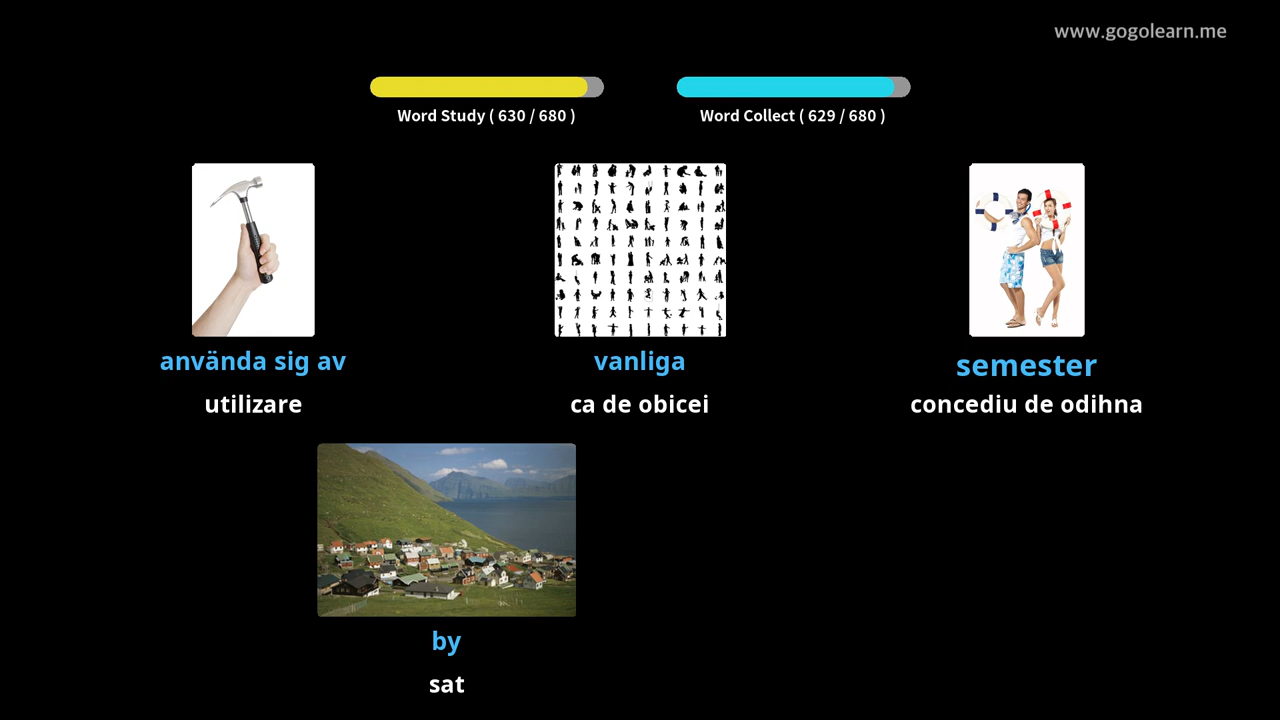 www.gogolearn.me
Word Study ( 630 / 680 )
Word Collect ( 629 / 680 )
använda sig av
vanliga
semester
utilizare
ca de obicei
concediu de odihna
by
sat